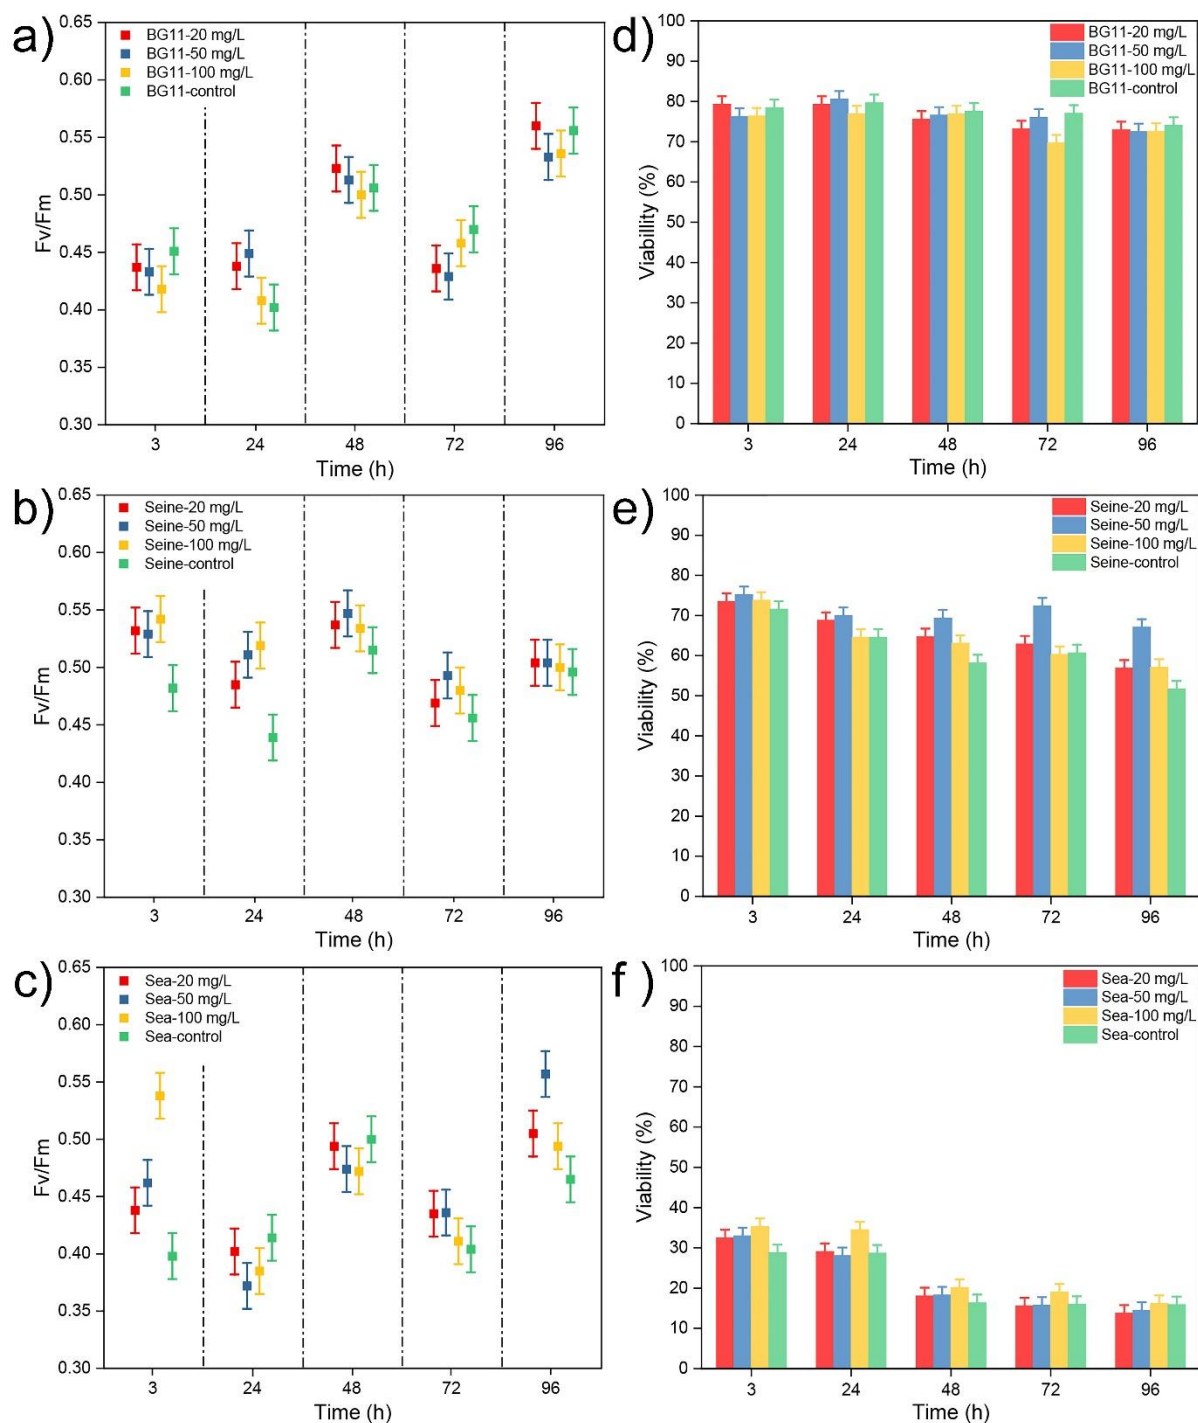 a)
0.65
0.60
0.55
0.50
0.45
0.40
0.35
0.30
Fv/Fm
BG11-20 mg/L
BG11-50 mg/L
BG11-100 mg/L
BG11-control
3 24 48 72 96
Time (h)
d)
100
90
80
70
60
50
40
30
20
10
0
Viabillity (%)
BG11-20 mg/L
BG11-50 mg/L
BG11-100 mg/L
BG11-control
3 24 48 72 96
Time (h)
b)
0.65
0.60
0.55
0.50
0.45
0.40
0.35
0.30
Fv/Fm
Seine-20 mg/L
Seine-50 mg/L
Seine-100 mg/L
Seine-control
3 24 48 72 96
Time (h)
e)
100
90
80
70
60
50
40
30
20
10
0
Viability (%)
Seine-20 mg/L
Seine-50 mg/L
Seine-100 mg/L
Seine-control
3 24 48 72 96
Time (h)
c)
0.65
0.60
0.55
0.50
0.45
0.40
0.35
0.30
Fv/Fm
Sea-20 mg/L
Sea-50 mg/L
Sea-100 mg/L
Sea-control
3 24 48 72 96
Time (h)
f )
100
90
80
70
60
50
40
30
20
10
0
Viability (%)
Sea-20 mg/L
Sea-50 mg/L
Sea-100 mg/L
Sea-control
3 24 48 72 96
Time (h)